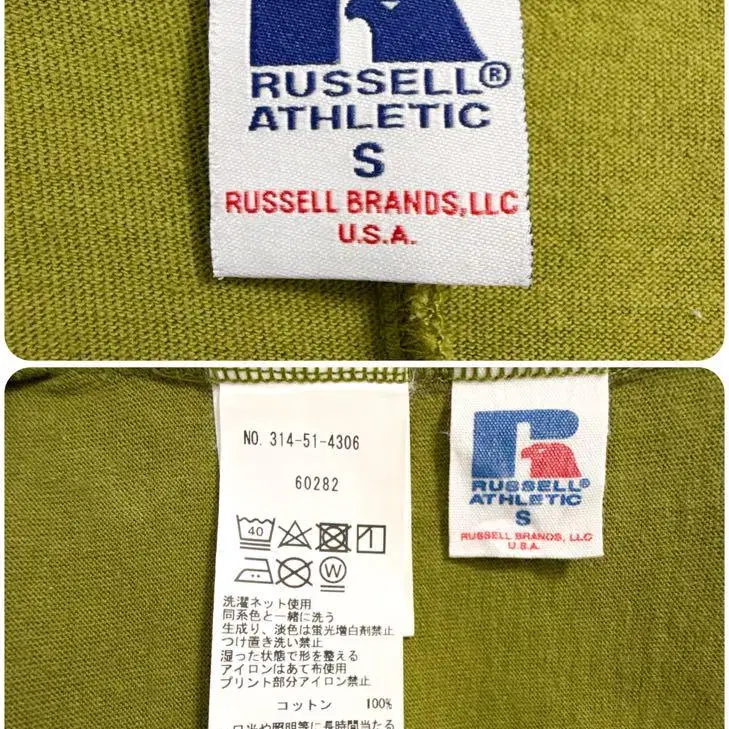 RUSSELL®
ATHLETIC
S
RUSSELL BRANDS, LLC
U.S.A.
NO. 314-51-4306
60282
40
W
洗濯ネット使用
同系色と一緒に洗う
生成り、淡色は蛍光増白剤禁止
つけ置き洗い禁止
湿った状態で形を整える
アイロンはあて布使用
プリント部分アイロン禁止
コットン 100%
RUSSELL®
ATHLETIC
S
RUSSELL BRANDS, LLC
U.S.A.